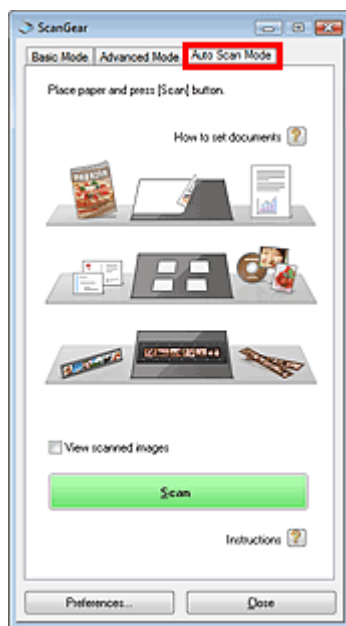 ScanGear
Basic Mode Advanced Mode Auto Scan Mode
Place paper and press [Scan] button.
How to set documents ?
View scanned images
Scan
Instructions ?
Preferences... Close